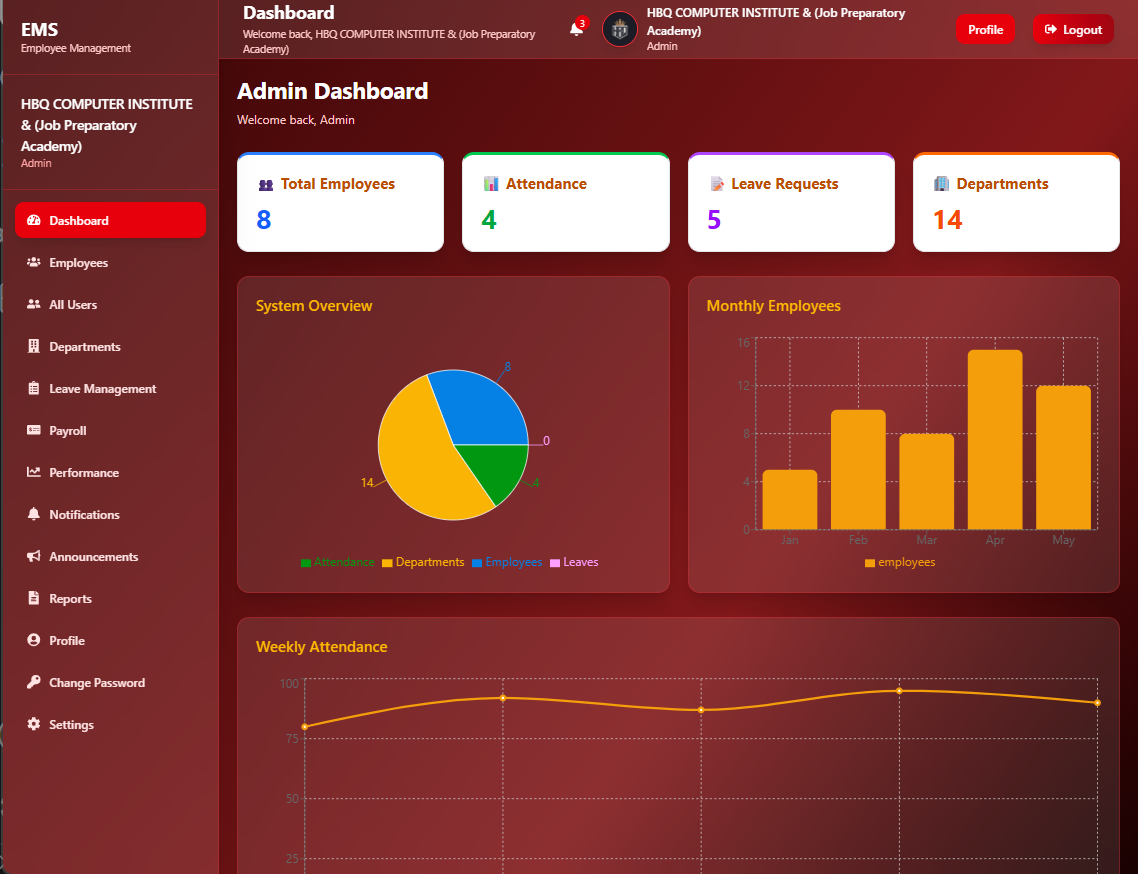 EMS
Employee Management
HBQ COMPUTER INSTITUTE
& (Job Preparatory
Academy)
Admin
Dashboard
Employees
All Users
Departments
Leave Management
Payroll
Performance
Notifications
Announcements
Reports
Profile
Change Password
Settings
Dashboard
Welcome back, HBQ COMPUTER INSTITUTE & (Job Preparatory
Academy)
3
HBQ COMPUTER INSTITUTE & (Job Preparatory
Academy)
Admin
Profile
Logout
Admin Dashboard
Welcome back, Admin
Total Employees
8
Attendance
4
Leave Requests
5
Departments
14
System Overview
8
0
14
4
Attendance Departments Employees Leaves
Monthly Employees
16
12
8
4
0
Jan Feb Mar Apr May
employees
Weekly Attendance
100
75
50
25